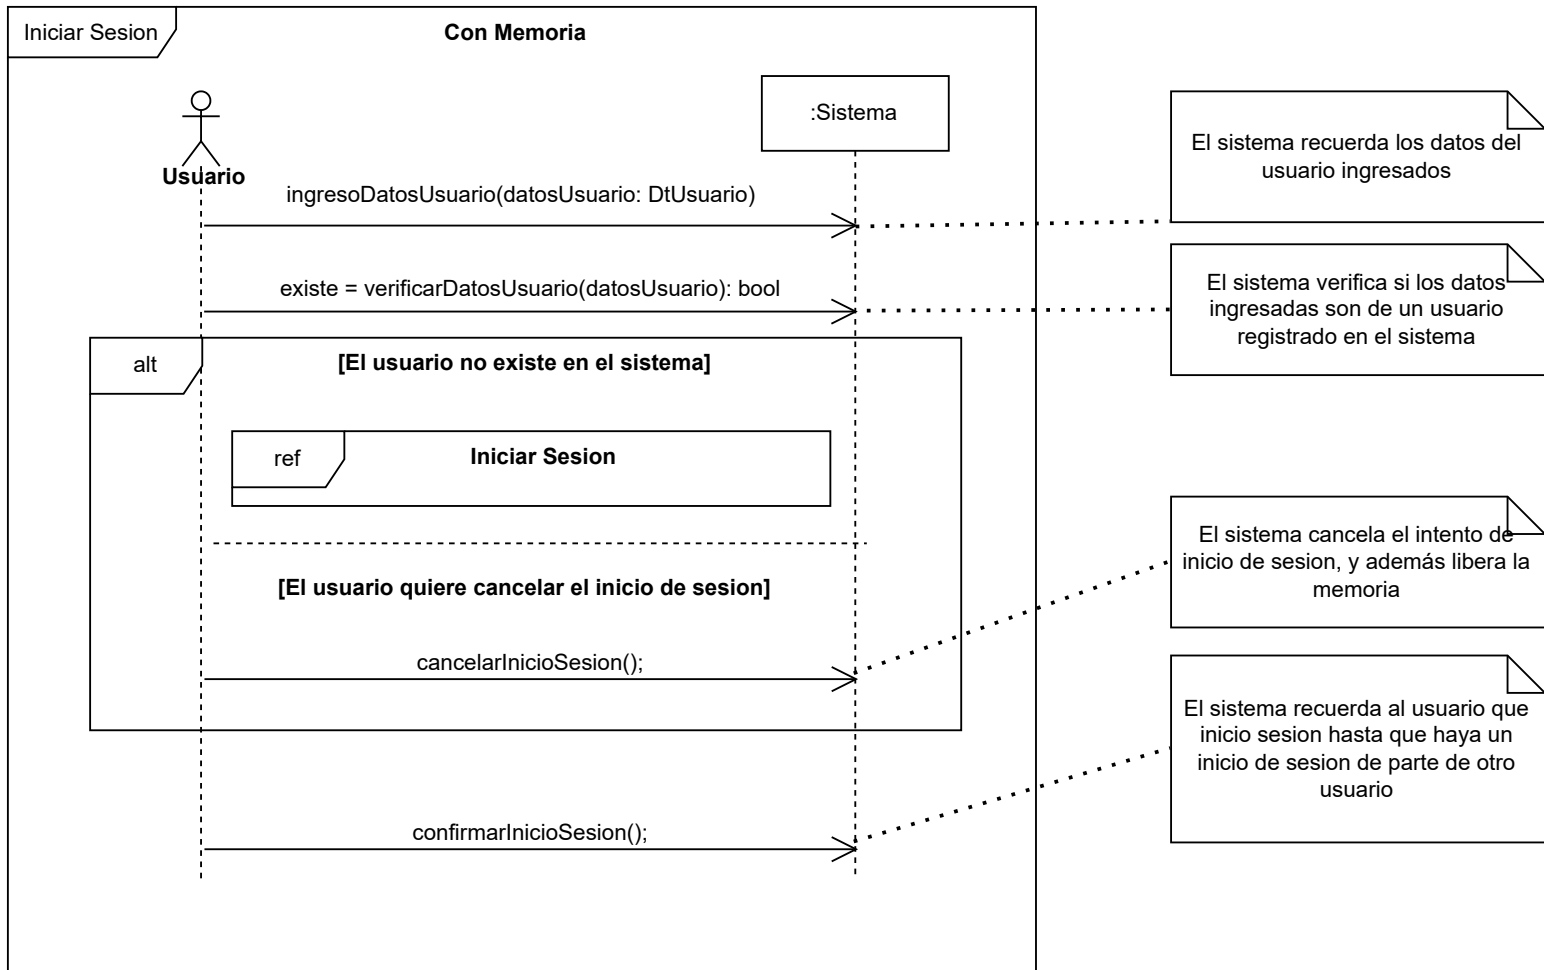 Iniciar Sesion
Con Memoria
:Sistema
Usuario
El sistema recuerda los datos del
usuario ingresados
ingresoDatosUsuario(datosUsuario: DtUsuario)
existe = verificarDatosUsuario(datosUsuario): bool
El sistema verifica si los datos
ingresadas son de un usuario
registrado en el sistema
alt
[El usuario no existe en el sistema]
ref
Iniciar Sesion
[El usuario quiere cancelar el inicio de sesion]
El sistema cancela el intento de
inicio de sesion, y además libera la
memoria
cancelarInicioSesion();
El sistema recuerda al usuario que
inicio sesion hasta que haya un
inicio de sesion de parte de otro
usuario
confirmarInicioSesion();